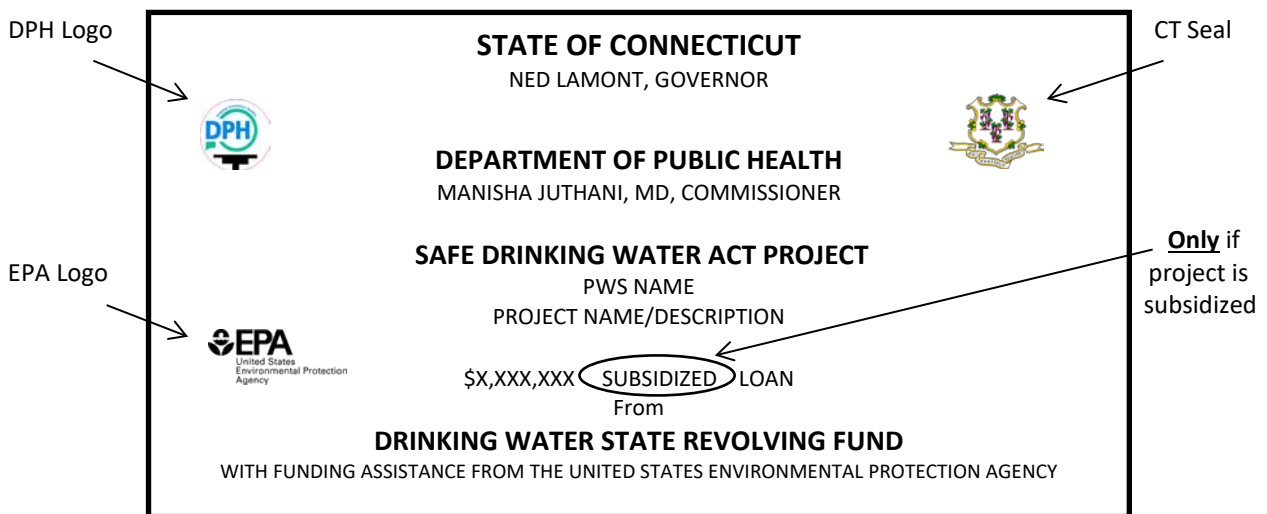 DPH Logo
STATE OF CONNECTICUT
CT Seal
NED LAMONT, GOVERNOR
DPH
DEPARTMENT OF PUBLIC HEALTH
MANISHA JUTHANI, MD, COMMISSIONER
Only if
project is
subsidized
SAFE DRINKING WATER ACT PROJECT
EPA Logo
PWS NAME
PROJECT NAME/DESCRIPTION
EPA
United States
Environmental Protection
Agency
$X,XXX,XXX SUBSIDIZED LOAN
From
DRINKING WATER STATE REVOLVING FUND
WITH FUNDING ASSISTANCE FROM THE UNITED STATES ENVIRONMENTAL PROTECTION AGENCY